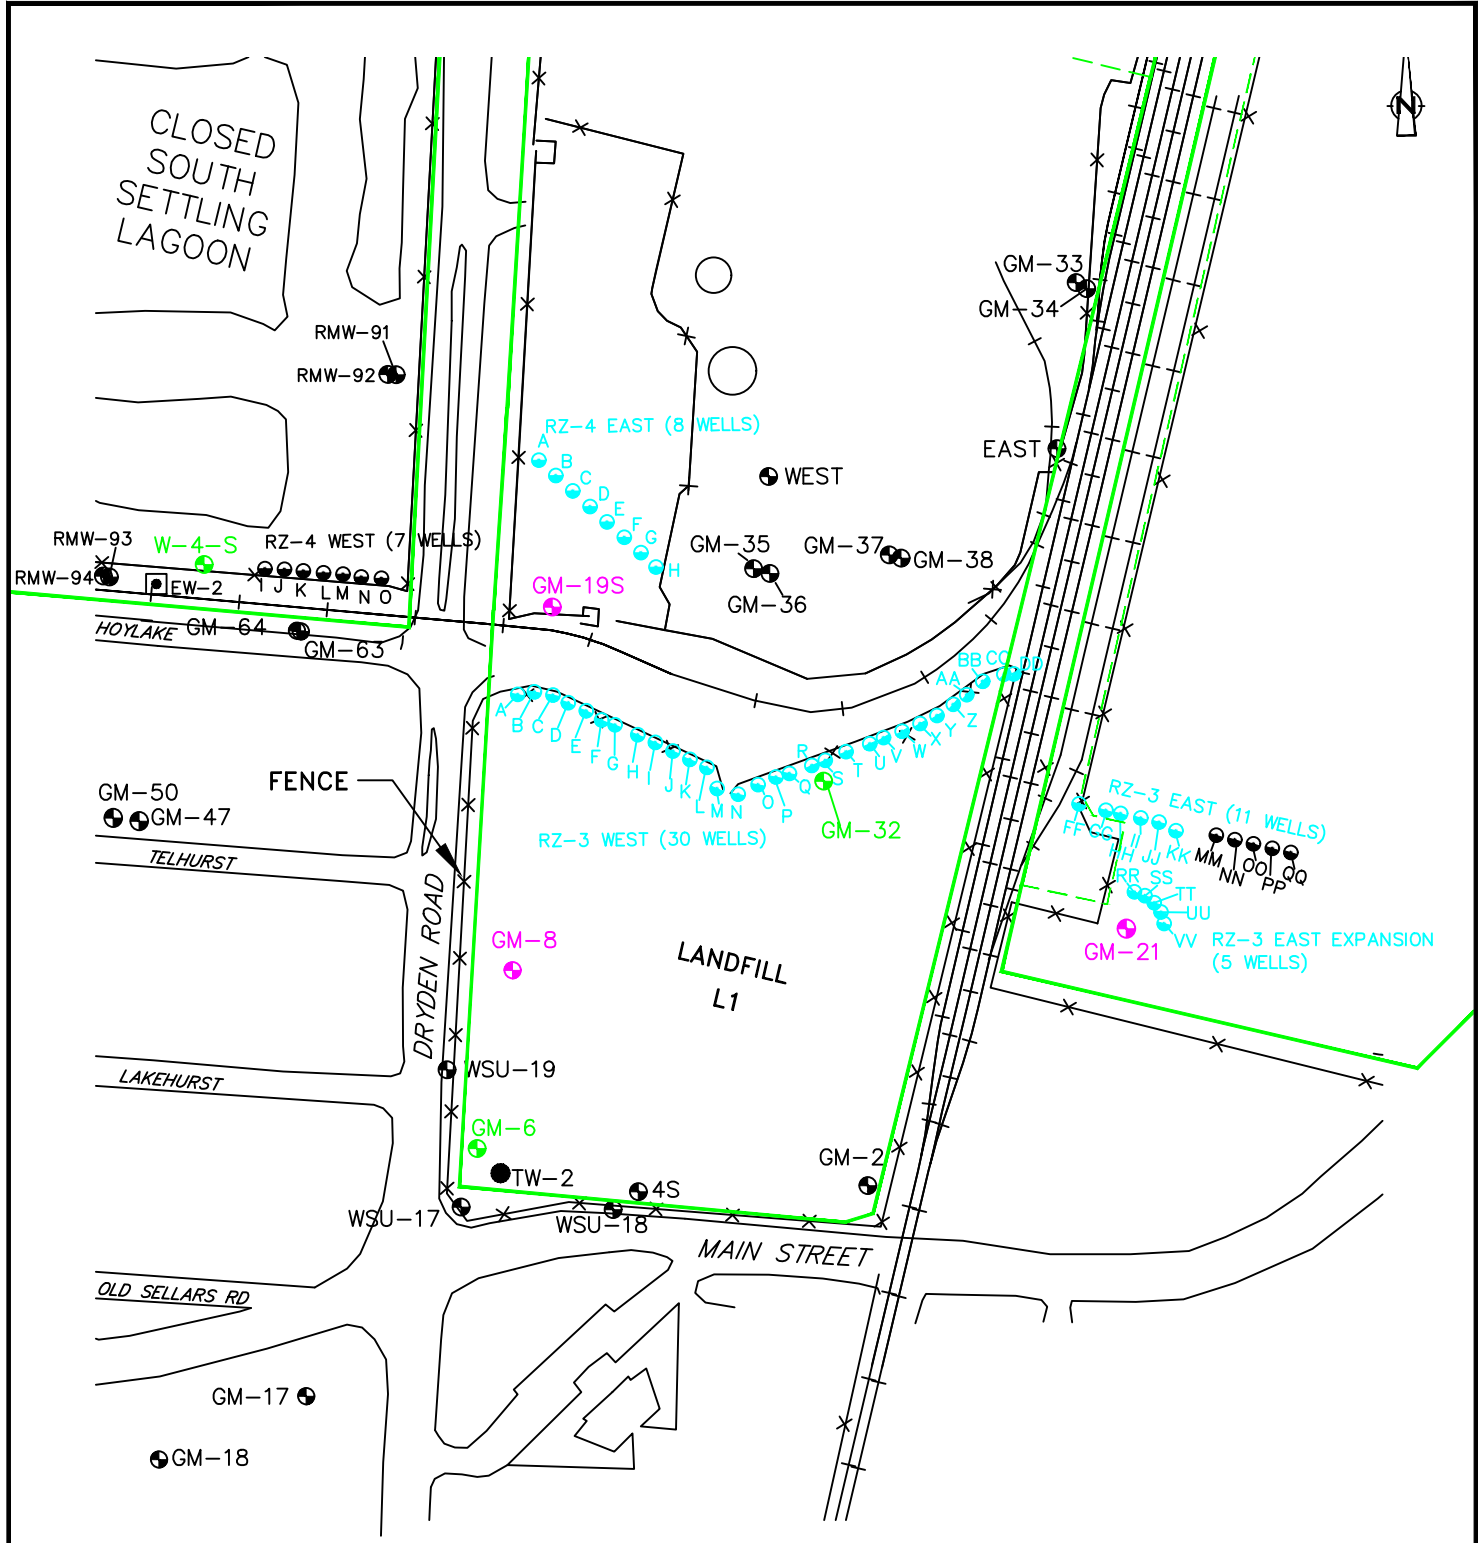 N
CLOSED
SOUTH
SETTLING
LAGOON
GM-33
GM-34
RMW-91
RMW-92
RZ-4 EAST (8 WELLS)
A
B
C
D
E
F
G
H
EAST
WEST
RMW-93
W-4-S
RZ-4 WEST (7 WELLS)
GM-35
GM-37
GM-38
RMW-94
EW-2
I J K L M N O
GM-19S
GM-36
HOYLAKE
GM-64
GM-63
A B C D E F G H I J K L M N O P Q R S T U V W X Y Z AA BB CC DD
FENCE
GM-50
GM-47
RZ-3 WEST (30 WELLS)
GM-32
RZ-3 EAST (11 WELLS)
FF GG HH II JJ KK
MM NN OO PP QQ
TELHURST
RR SS
TT
UU
VV
RZ-3 EAST EXPANSION
(5 WELLS)
GM-21
DRYDEN ROAD
GM-8
LANDFILL
L1
WSU-19
LAKEHURST
GM-6
TW-2
4S
GM-2
WSU-17
WSU-18
MAIN STREET
OLD SELLARS RD
GM-17
GM-18